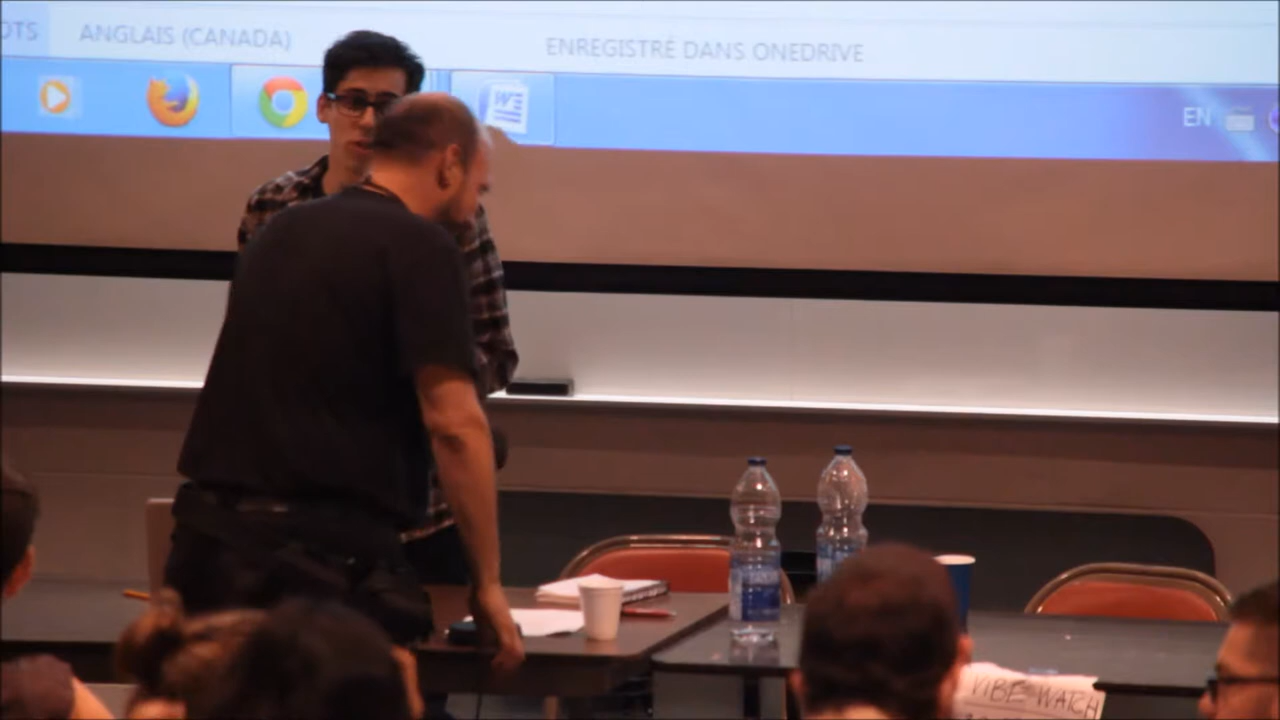 OTS ANGLAIS (CANADA) ENREGISTRÉ DANS ONEDRIVE
W
EN
VIBE WATCH